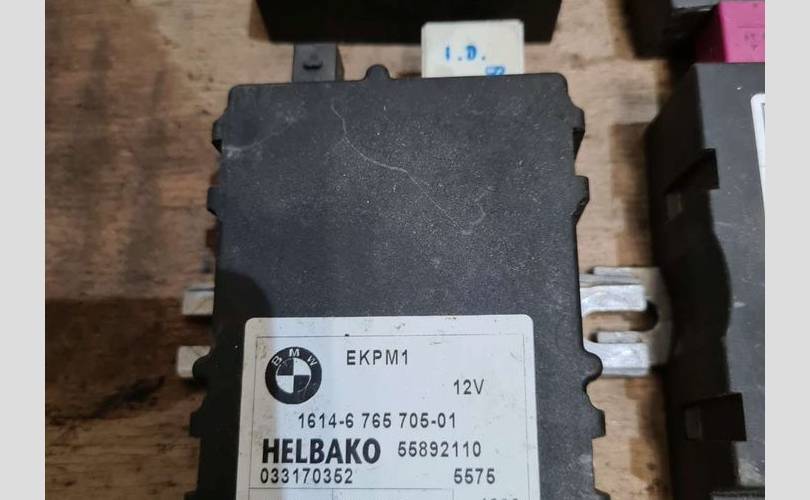 I.D.
BMW
EKPM1
12V
1614-6 765 705-01
HELBAKO 55892110
033170352 5575